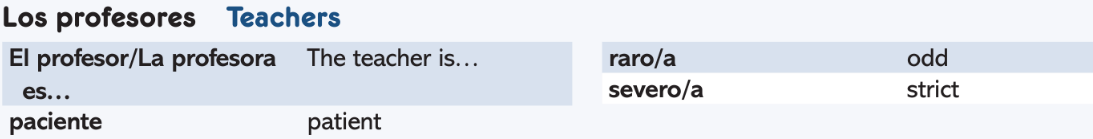 Los profesores Teachers
El profesor/La profesora The teacher is…
es…
paciente patient
raro/a odd
severo/a strict